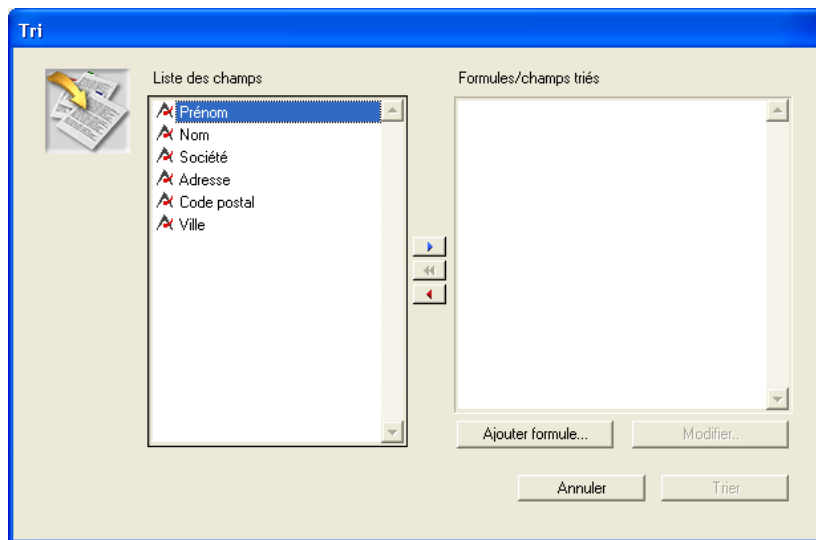 Tri
Liste des champs
Formules/champs triés
Prénom
Nom
Société
Adresse
Code postal
Ville
Ajouter formule...
Modifier..
Annuler
Trier